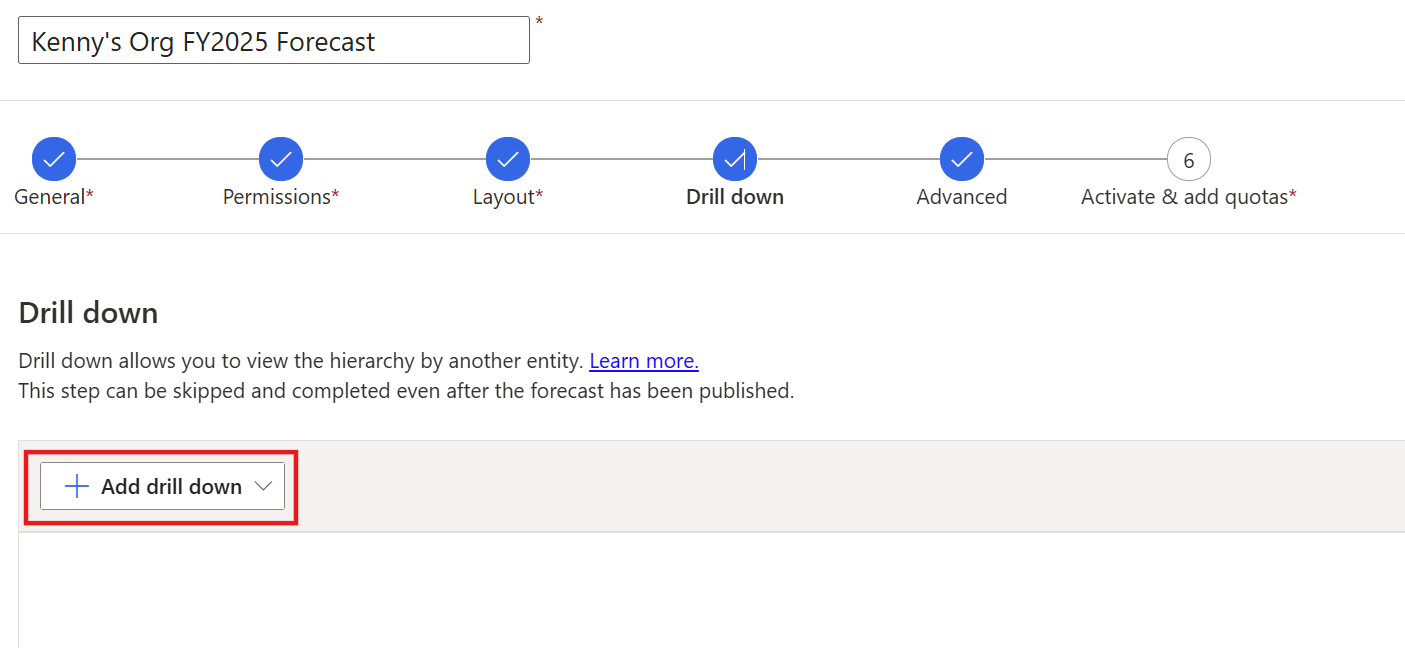 Kenny's Org FY2025 Forecast *
General* Permissions* Layout* Drill down Advanced 6 Activate & add quotas*
Drill down
Drill down allows you to view the hierarchy by another entity. Learn more.
This step can be skipped and completed even after the forecast has been published.
Add drill down